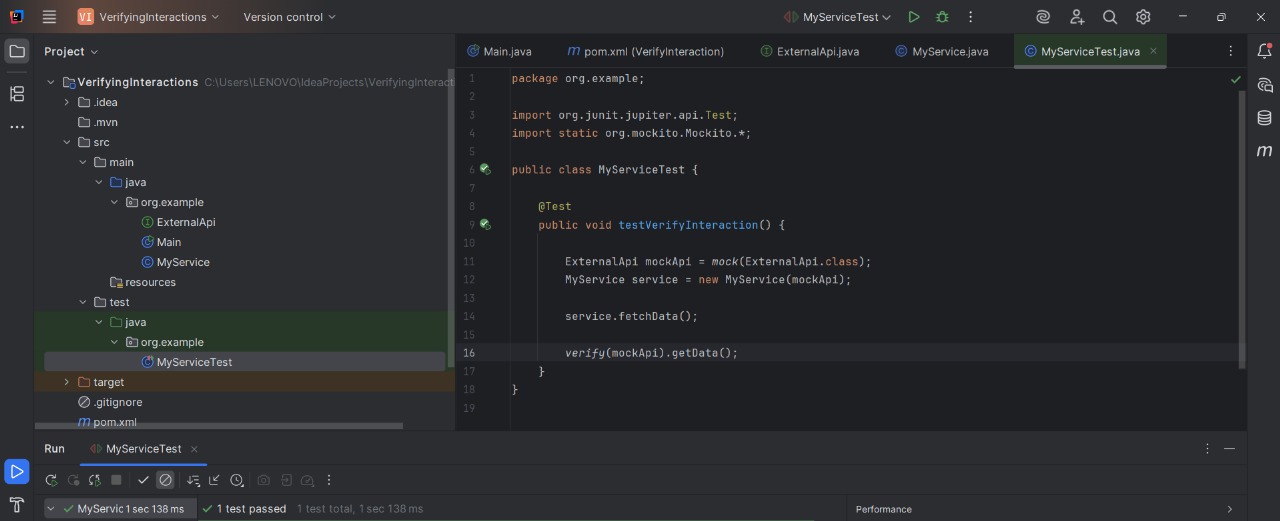 VI VerifyingInteractions Version control MyServiceTest
Project Main.java m pom.xml (VerifyInteraction) I ExternalApi.java C MyService.java C MyServiceTest.java
VerifyingInteractions C:\Users\LENOVO\IdeaProjects\VerifyingInteract
.idea
.mvn
src
main
java
org.example
I ExternalApi
C Main
C MyService
resources
test
java
org.example
C MyServiceTest
target
.gitignore
m pom.xml
1 package org.example;
2
3 import org.junit.jupiter.api.Test;
4 import static org.mockito.Mockito.*;
5
6 public class MyServiceTest {
7
8 @Test
9 public void testVerifyInteraction() {
10
11 ExternalApi mockApi = mock(ExternalApi.class);
12 MyService service = new MyService(mockApi);
13
14 service.fetchData();
15
16 verify(mockApi).getData();
17 }
18 }
19
m
Run MyServiceTest
MyServic 1 sec 138 ms 1 test passed 1 test total, 1 sec 138 ms Performance